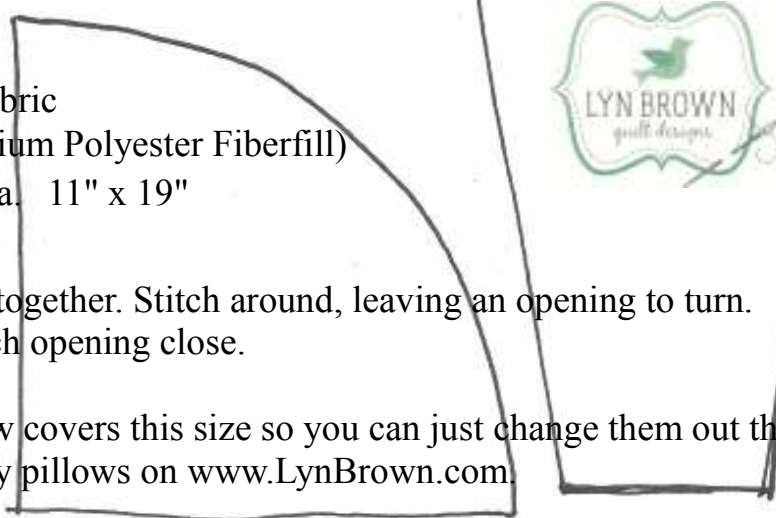 LYN BROWN
quilt designs
bric
ium Polyester Fiberfill)
a. 11" x 19"
together. Stitch around, leaving an opening to turn.
ch opening close.
w covers this size so you can just change them out th
y pillows on www.LynBrown.com.